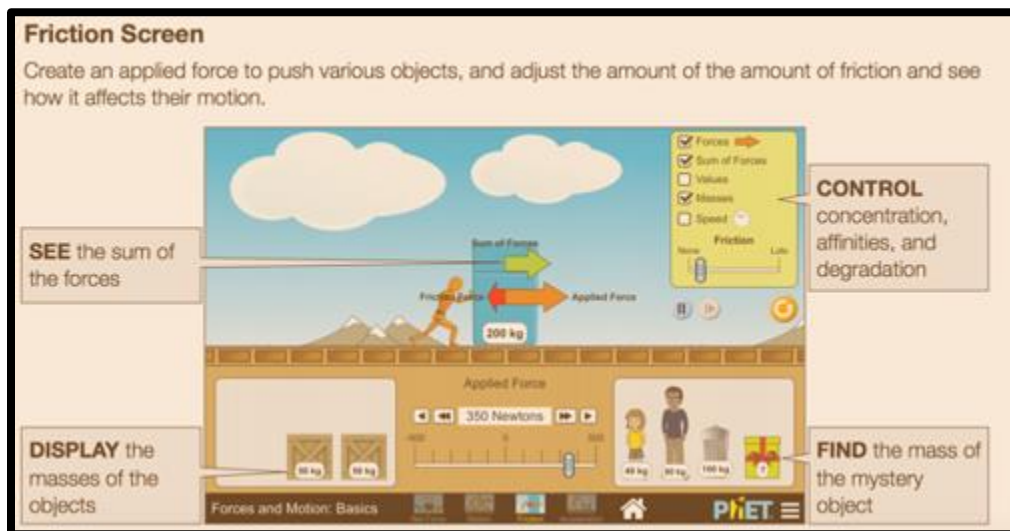 Friction Screen
Create an applied force to push various objects, and adjust the amount of the amount of friction and see
how it affects their motion.
Forces
Sum of Forces
Values
Masses
Speed
Friction
None
Lots
CONTROL
concentration,
affinities, and
degradation
SEE the sum of
the forces
Sum of Forces
Friction Force
Applied Force
200 kg
Applied Force
350 Newtons
0
DISPLAY the
masses of the
objects
50 kg
50 kg
40 kg
80 kg
100 kg
?
FIND the mass of
the mystery
object
Forces and Motion: Basics
Friction
PhET